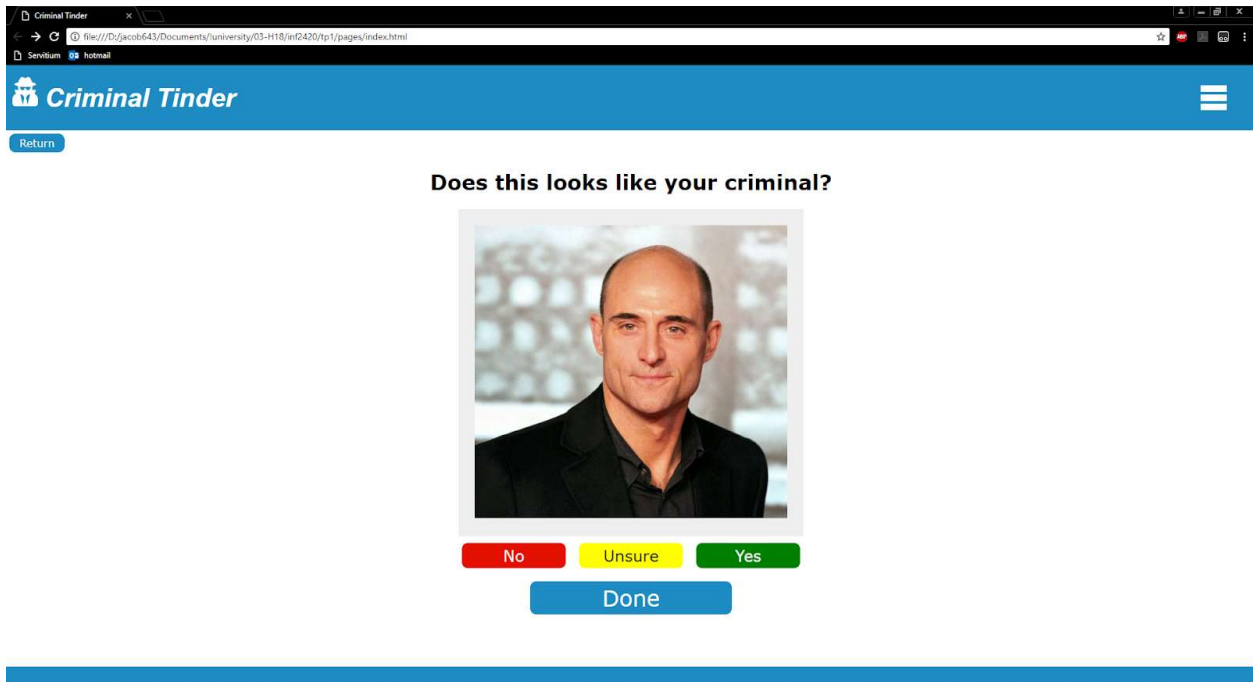 Criminal Tinder
file:///D:/jacob643/Documents/!university/03-H18/inf2420/tp1/pages/index.html
Servitium hotmail
Criminal Tinder
Return
Does this looks like your criminal?
No Unsure Yes
Done